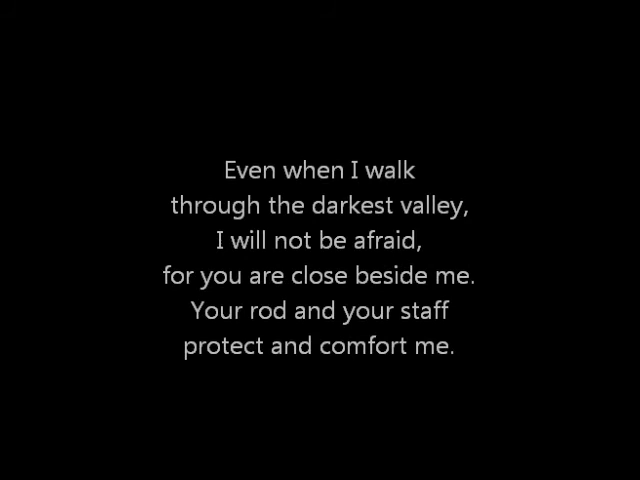 Even when I walk
through the darkest valley,
I will not be afraid,
for you are close beside me.
Your rod and your staff
protect and comfort me.